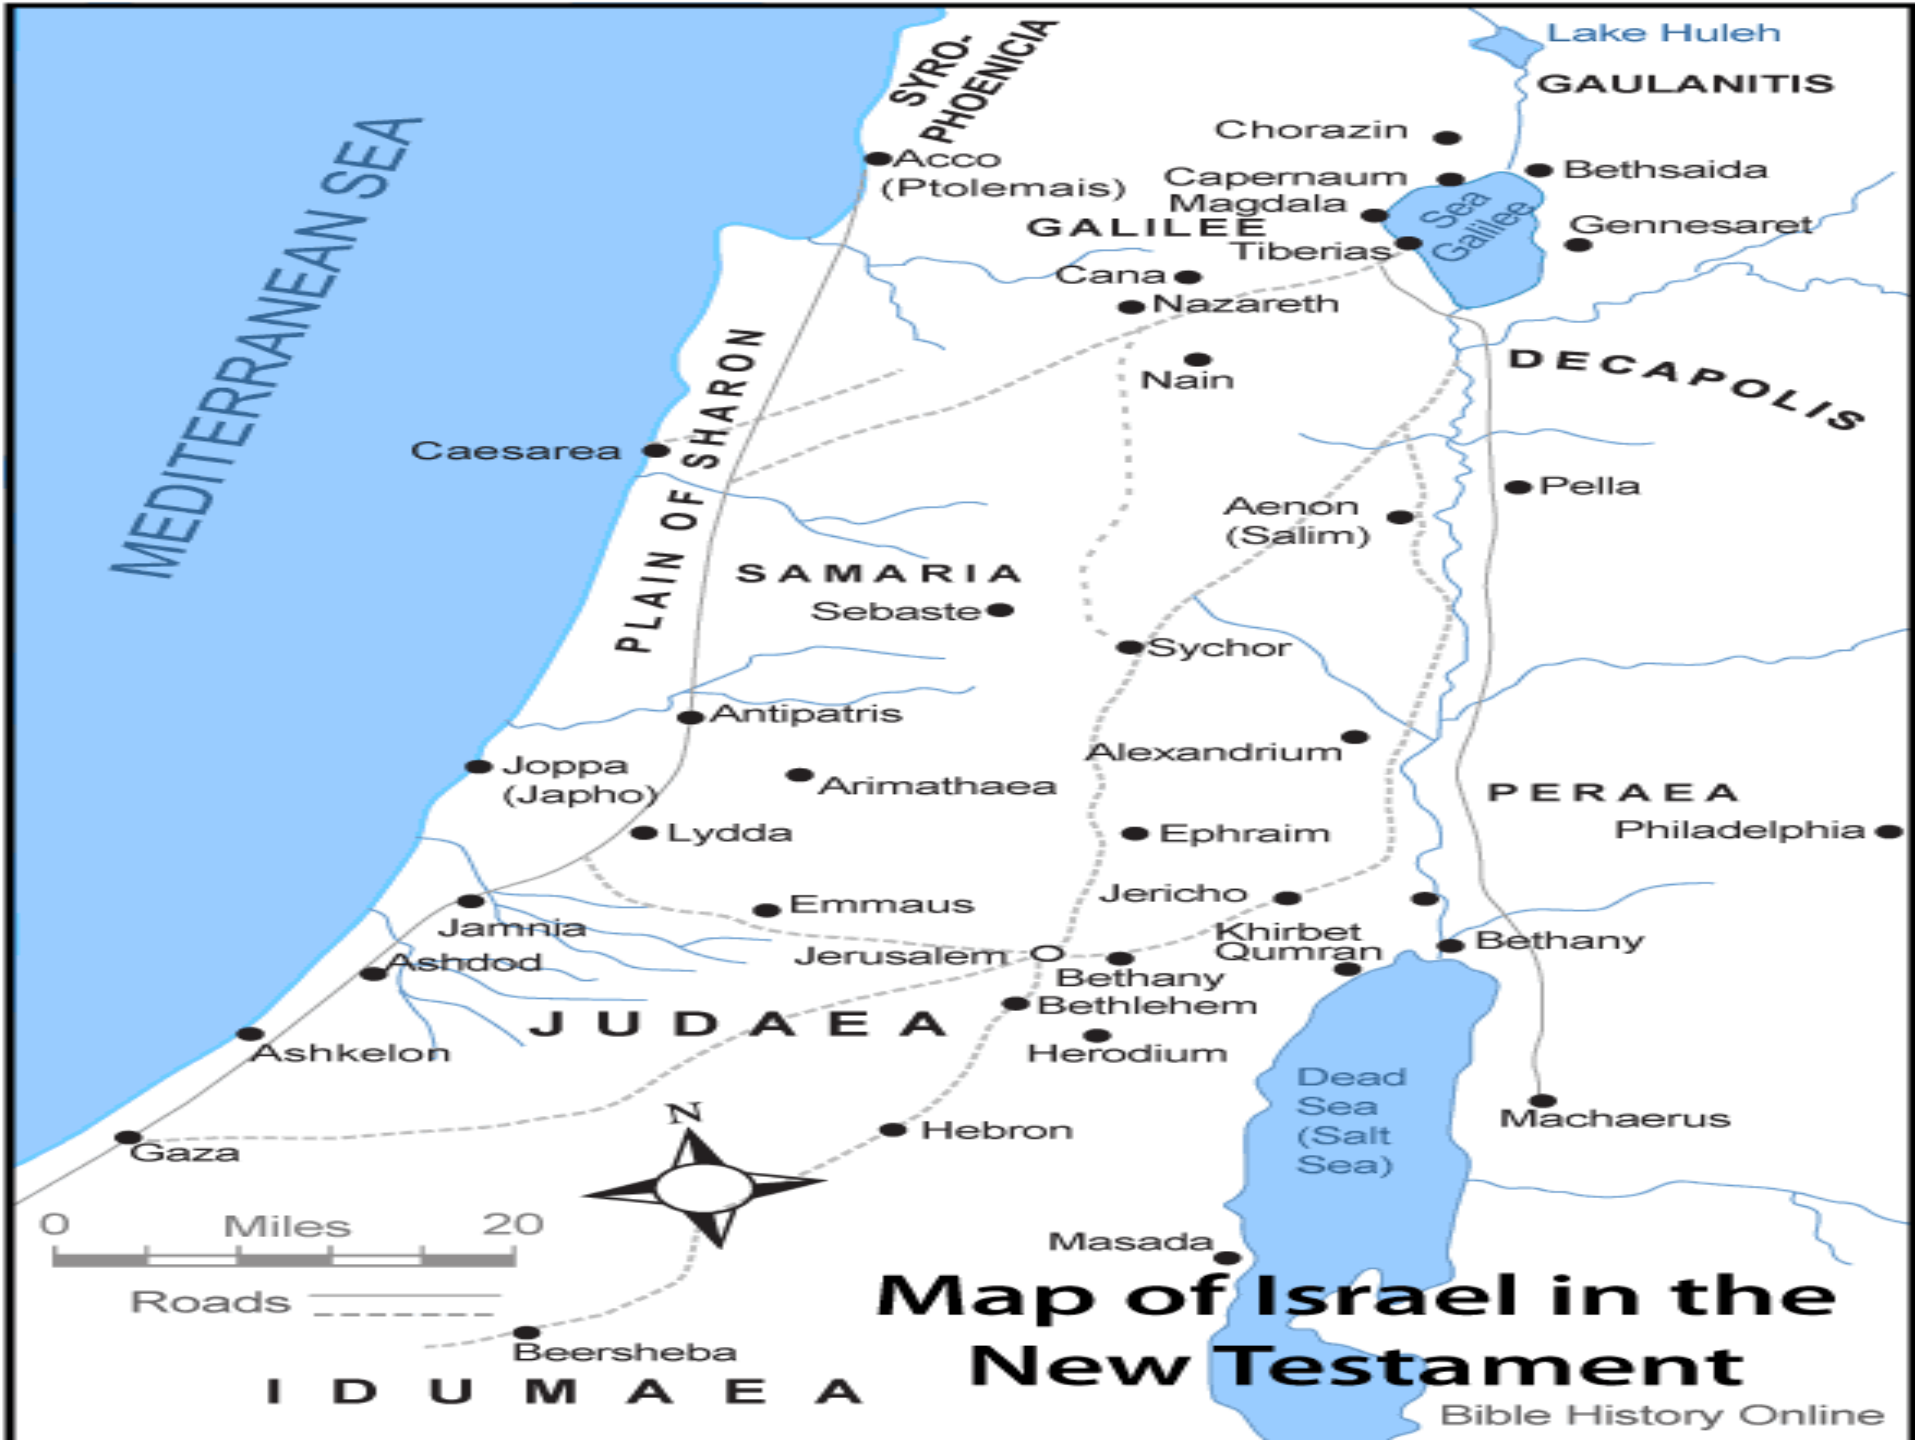 Lake Huleh
SYRO-
PHOENICIA
GAULANITIS
Chorazin
Acco
(Ptolemais)
Capernaum
Bethsaida
Magdala
Sea
Galilee
GALILEE
Gennesaret
Tiberias
Cana
Nazareth
MEDITERRANEAN SEA
Nain
DECAPOLIS
PLAIN OF SHARON
Caesarea
Pella
Aenon
(Salim)
SAMARIA
Sebaste
Sychor
Antipatris
Alexandrium
Joppa
(Japho)
Arimathaea
PERAEA
Philadelphia
Lydda
Ephraim
Jericho
Emmaus
Jamnia
Khirbet
Qumran
Bethany
Ashdod
Jerusalem
Bethany
Bethlehem
JUDAEA
Ashkelon
Herodium
Dead
Sea
(Salt
Sea)
N
Machaerus
Hebron
Gaza
0 Miles 20
Masada
Roads
Map of Israel in the
New Testament
Beersheba
IDUMAEA
Bible History Online